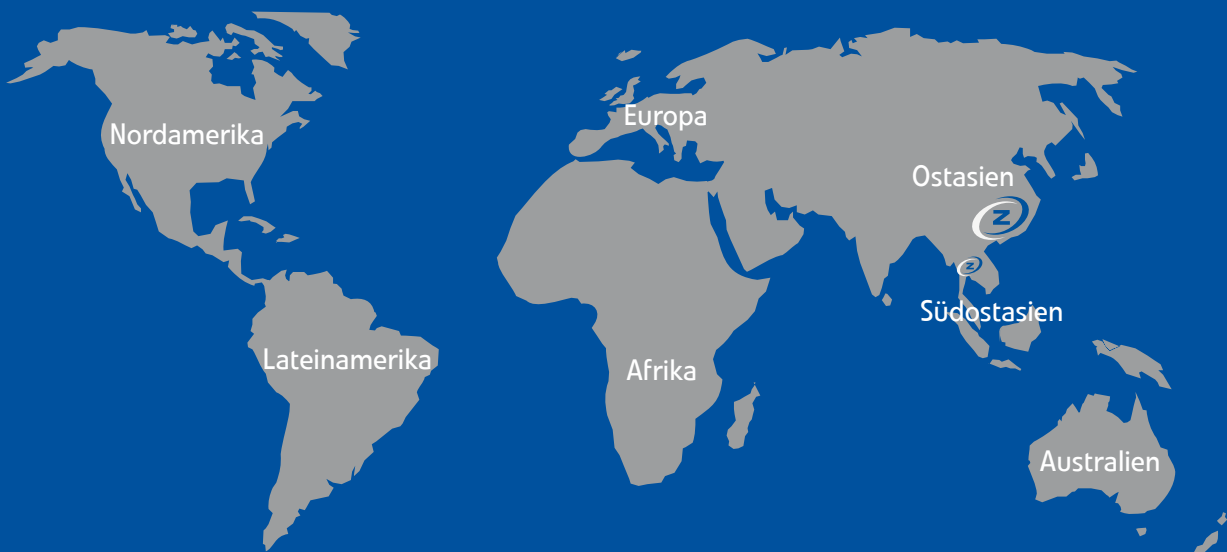 Nordamerika
Europa
Ostasien
Z
Z
Südostasien
Lateinamerika
Afrika
Australien